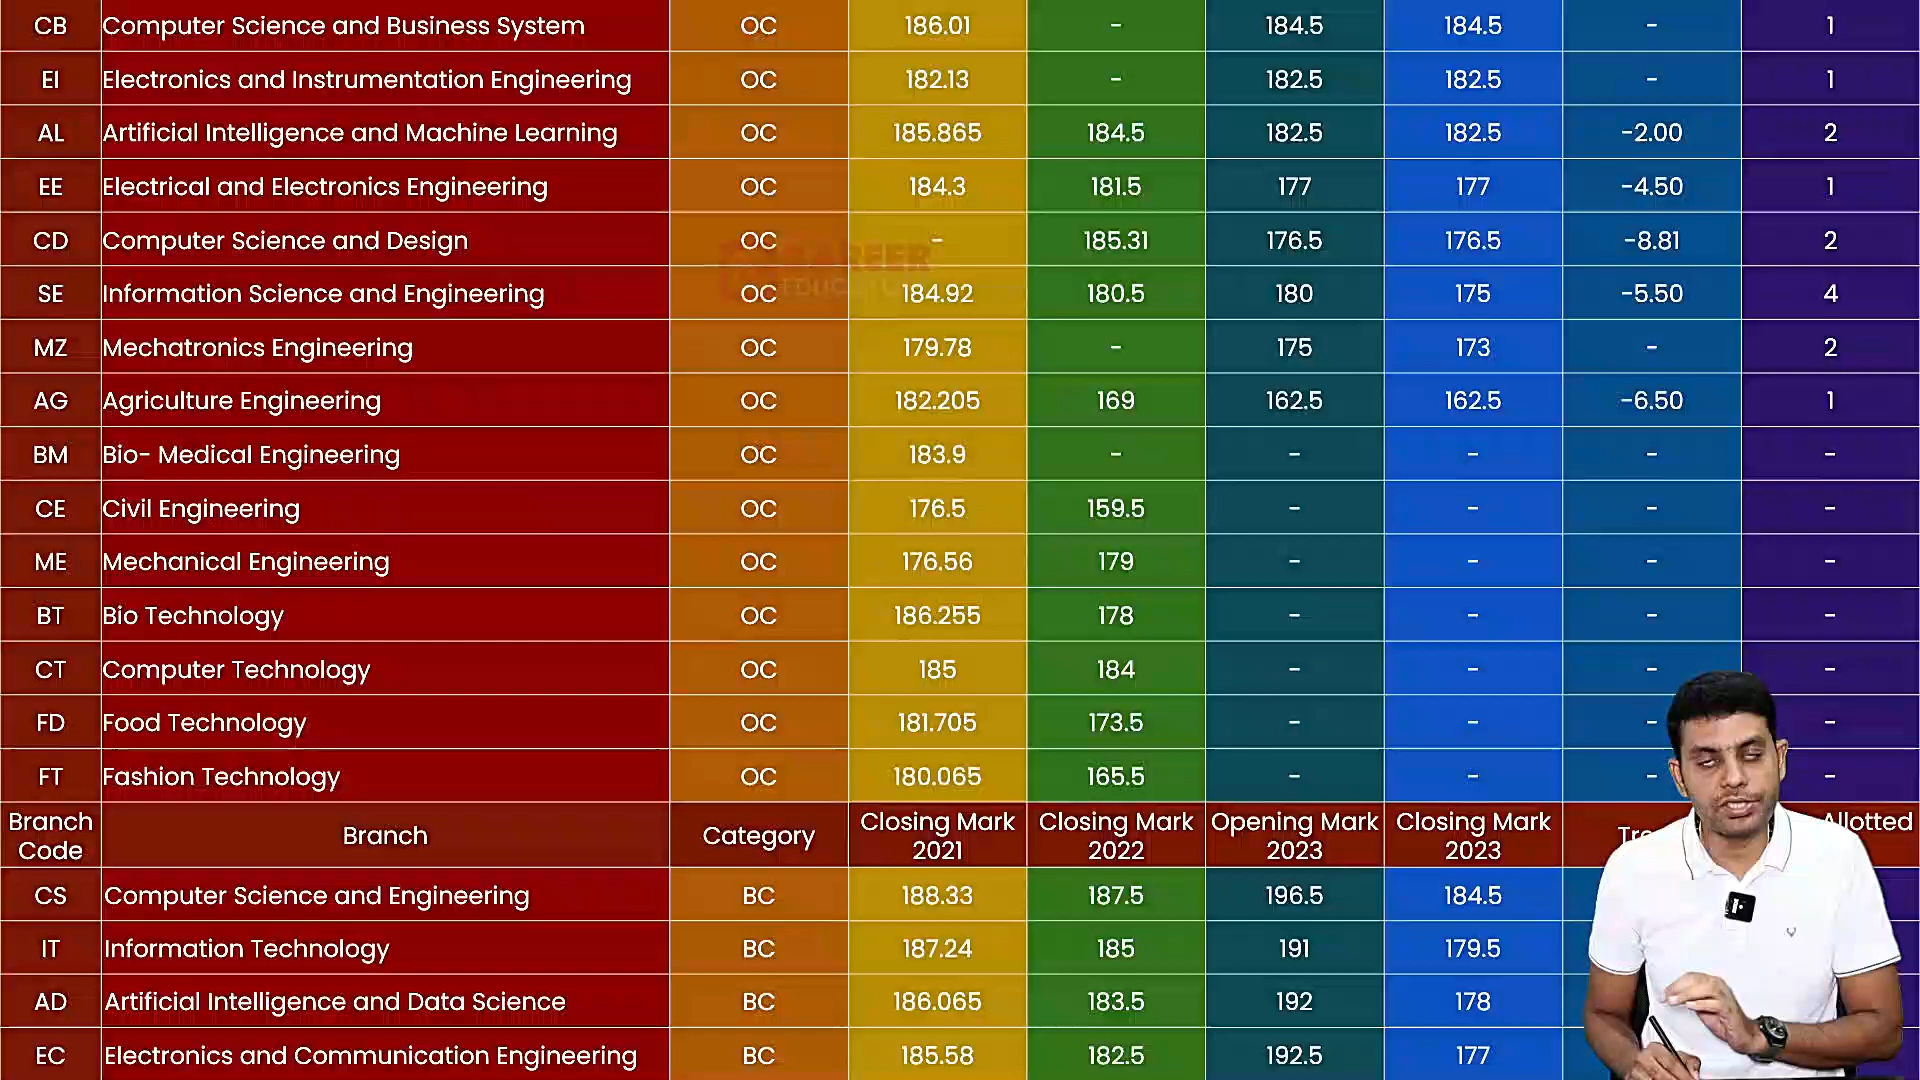 CB Computer Science and Business System OC 186.01 - 184.5 184.5 - 1
EI Electronics and Instrumentation Engineering OC 182.13 - 182.5 182.5 - 1
AL Artificial Intelligence and Machine Learning OC 185.865 184.5 182.5 182.5 -2.00 2
EE Electrical and Electronics Engineering OC 184.3 181.5 177 177 -4.50 1
CD Computer Science and Design OC - 185.31 176.5 176.5 -8.81 2
SE Information Science and Engineering OC 184.92 180.5 180 175 -5.50 4
MZ Mechatronics Engineering OC 179.78 - 175 173 - 2
AG Agriculture Engineering OC 182.205 169 162.5 162.5 -6.50 1
BM Bio- Medical Engineering OC 183.9 - - - - -
CE Civil Engineering OC 176.5 159.5 - - - -
ME Mechanical Engineering OC 176.56 179 - - - -
BT Bio Technology OC 186.255 178 - - - -
CT Computer Technology OC 185 184 - - - -
FD Food Technology OC 181.705 173.5 - - - -
FT Fashion Technology OC 180.065 165.5 - - - -
Branch Code Branch Category Closing Mark 2021 Closing Mark 2022 Opening Mark 2023 Closing Mark 2023 Allotted
CS Computer Science and Engineering BC 188.33 187.5 196.5 184.5
IT Information Technology BC 187.24 185 191 179.5
AD Artificial Intelligence and Data Science BC 186.065 183.5 192 178
EC Electronics and Communication Engineering BC 185.58 182.5 192.5 177